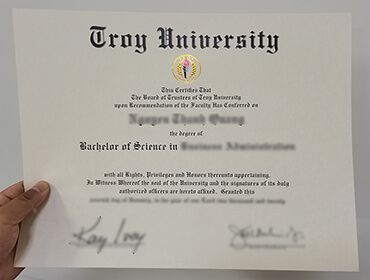 Troy University
This Certifies That
The Board of Trustees of Troy University
upon Recommendation of the Faculty Has Conferred on
the degree of
Bachelor of Science in
with all Rights, Privileges and Honors thereunto appertaining.
In Witness Whereof the seal of the University and the signatures of its duly
authorized officers are hereto affixed. Granted this
Kay Ivey